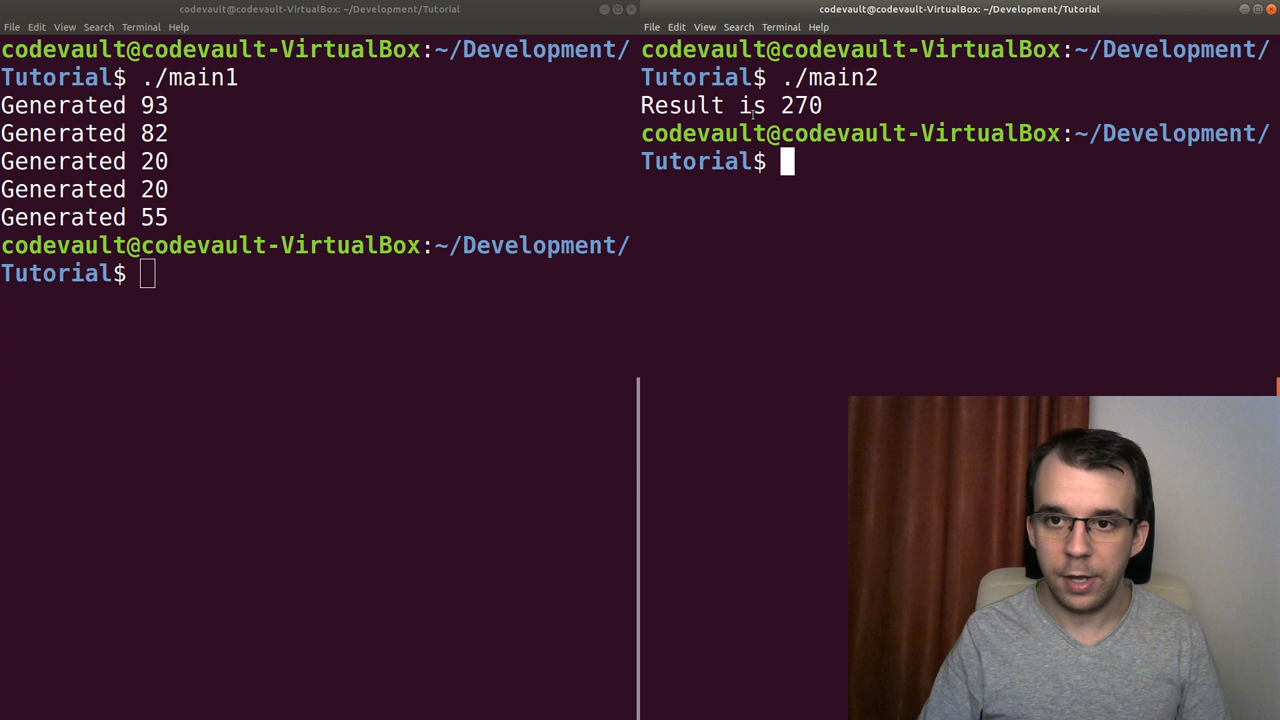 codevault@codevault-VirtualBox: ~/Development/Tutorial
File Edit View Search Terminal Help
codevault@codevault-VirtualBox:~/Development/
Tutorial$ ./main1
Generated 93
Generated 82
Generated 20
Generated 20
Generated 55
codevault@codevault-VirtualBox:~/Development/
Tutorial$
codevault@codevault-VirtualBox: ~/Development/Tutorial
File Edit View Search Terminal Help
codevault@codevault-VirtualBox:~/Development/
Tutorial$ ./main2
Result is 270
codevault@codevault-VirtualBox:~/Development/
Tutorial$